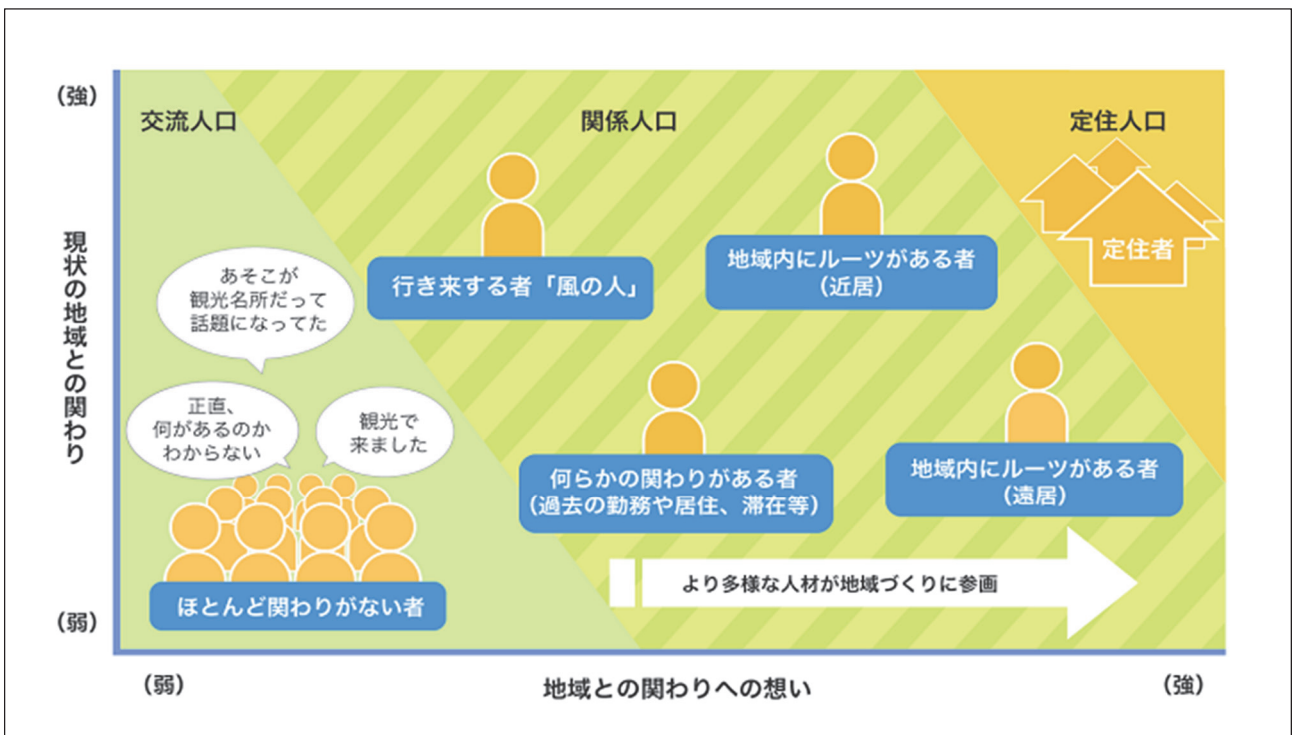 （強）
交流人口
関係人口
定住人口
現状の地域との関わり
あそこが
観光名所だって
話題になってた
正直、
何があるのか
わからない
観光で
来ました
行き来する者「風の人」
地域内にルーツがある者
（近居）
定住者
何らかの関わりがある者
（過去の勤務や居住、滞在等）
地域内にルーツがある者
（遠居）
より多様な人材が地域づくりに参画
ほとんど関わりがない者
（弱）
（弱）
地域との関わりへの想い
（強）